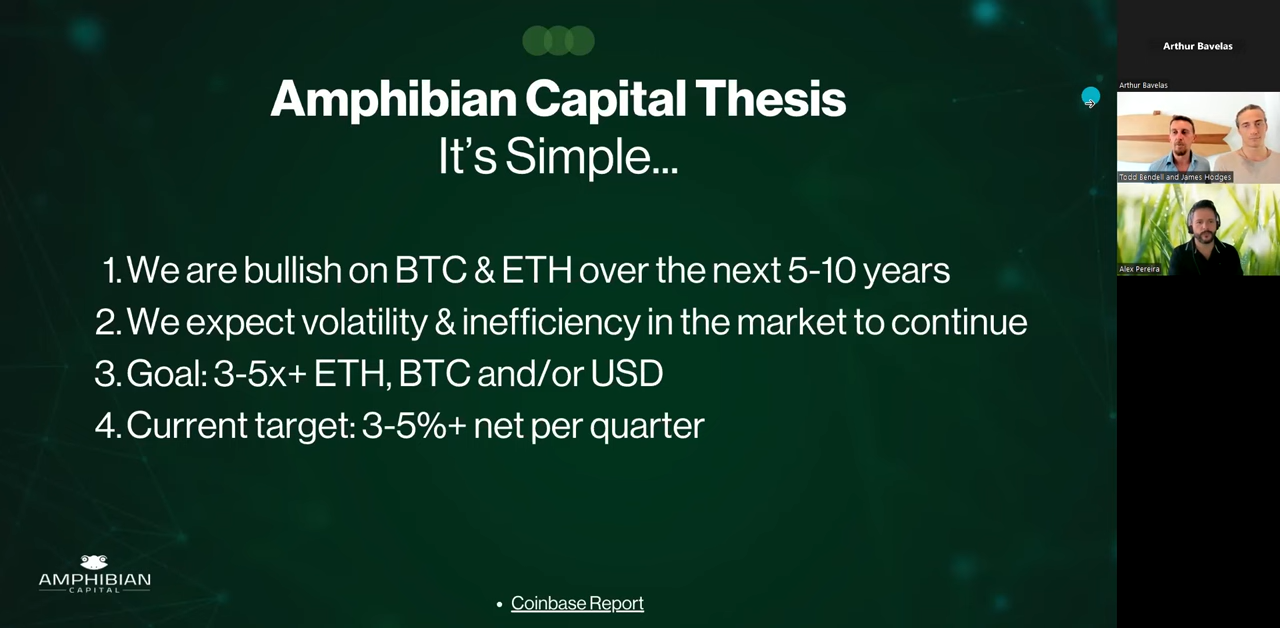 Amphibian Capital Thesis
It's Simple...
1. We are bullish on BTC & ETH over the next 5-10 years
2. We expect volatility & inefficiency in the market to continue
3. Goal: 3-5x+ ETH, BTC and/or USD
4. Current target: 3-5%+ net per quarter
AMPHIBIAN
CAPITAL
• Coinbase Report
Arthur Bavelas
Arthur Bavelas
Todd Bendell and James Hodges
Alex Pereira